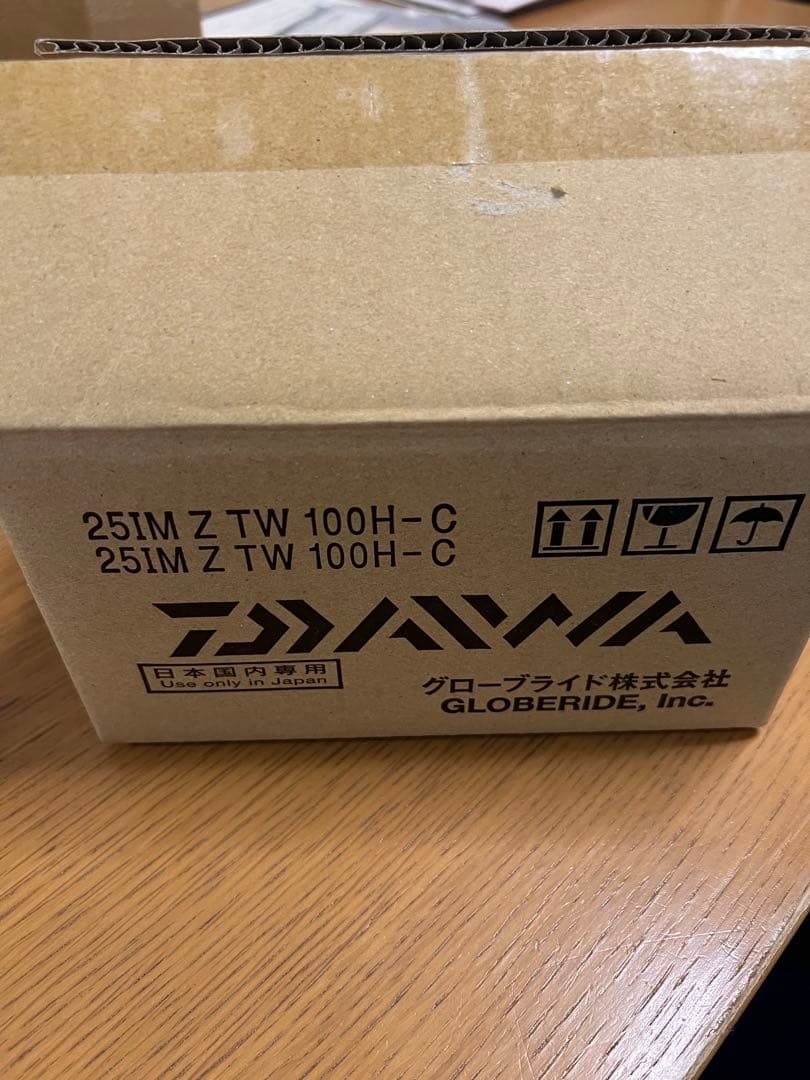 25IM Z TW 100H-C
25IM Z TW 100H-C
DAIWA
日本国内専用
Use only in Japan
グローブライド株式会社
GLOBERIDE, Inc.